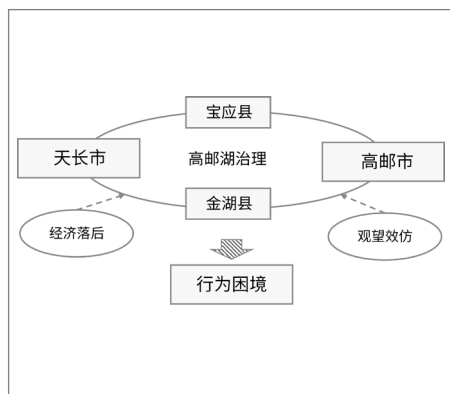 宝应县
天长市
高邮湖治理
高邮市
金湖县
经济落后
观望效仿
行为困境